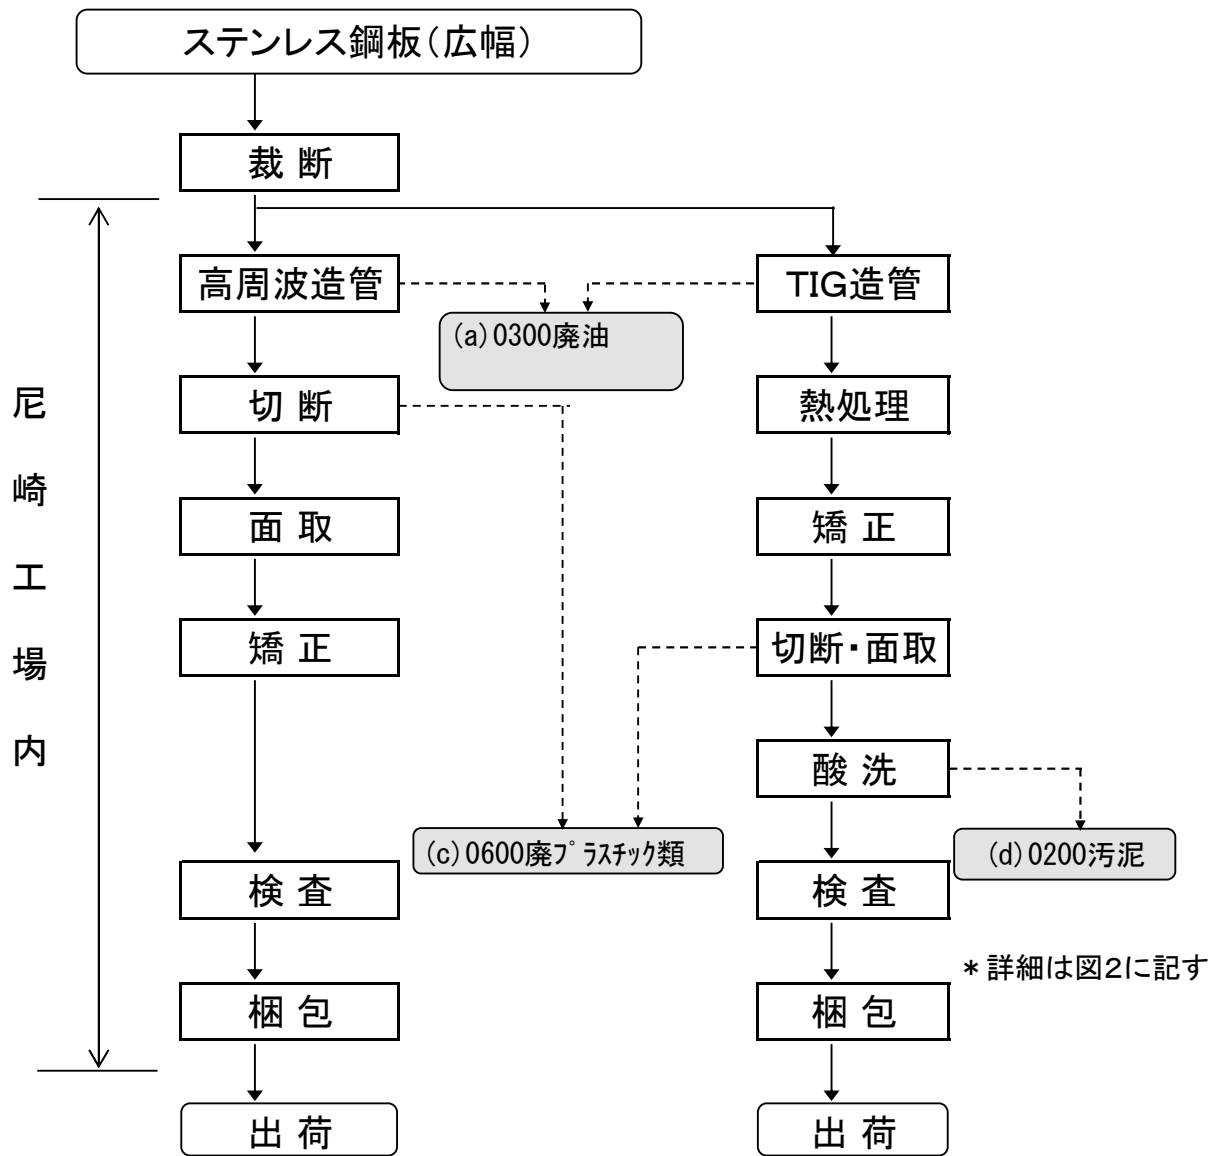 ステンレス鋼板（広幅）
裁 断
高周波造管
TIG造管
(a)0300廃油
切 断
熱処理
面 取
矯 正
矯 正
切断・面取
酸 洗
(c)0600廃ﾌﾟﾗｽﾁｯｸ類
(d)0200汚泥
検 査
検 査
＊詳細は図2に記す
梱 包
梱 包
出 荷
出 荷
尼崎工場内